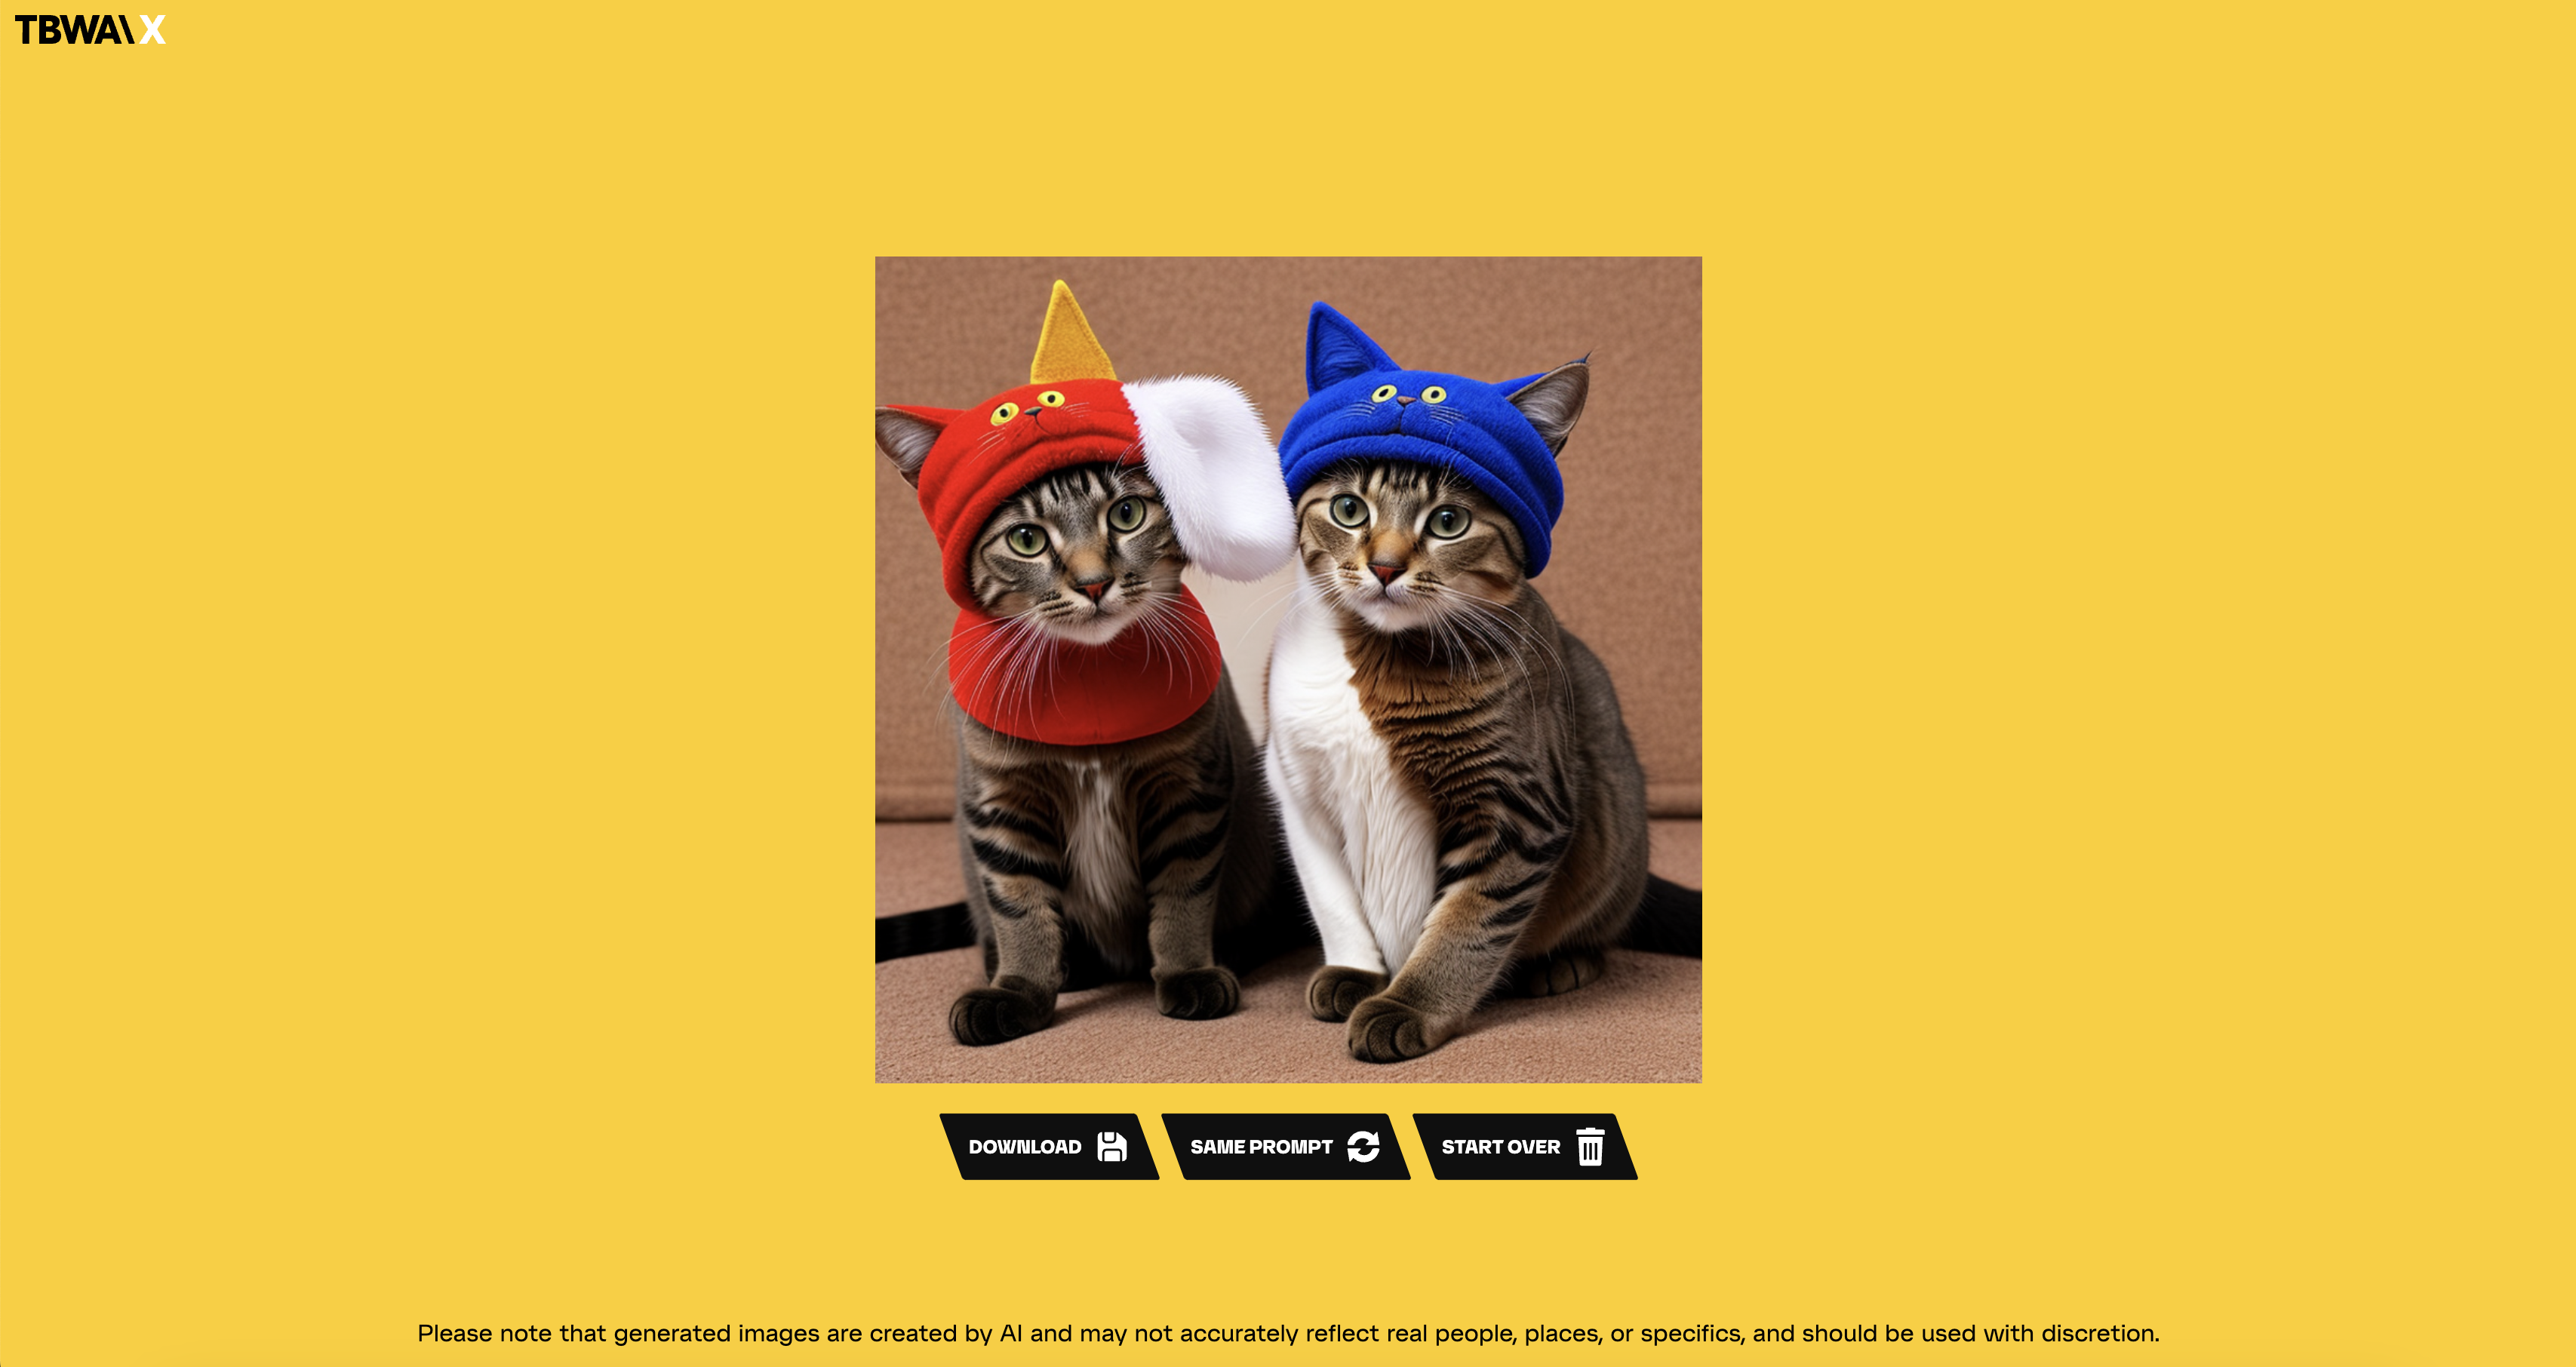 TBWA\ X
DOWNLOAD
SAME PROMPT
START OVER
Please note that generated images are created by AI and may not accurately reflect real people, places, or specifics, and should be used with discretion.